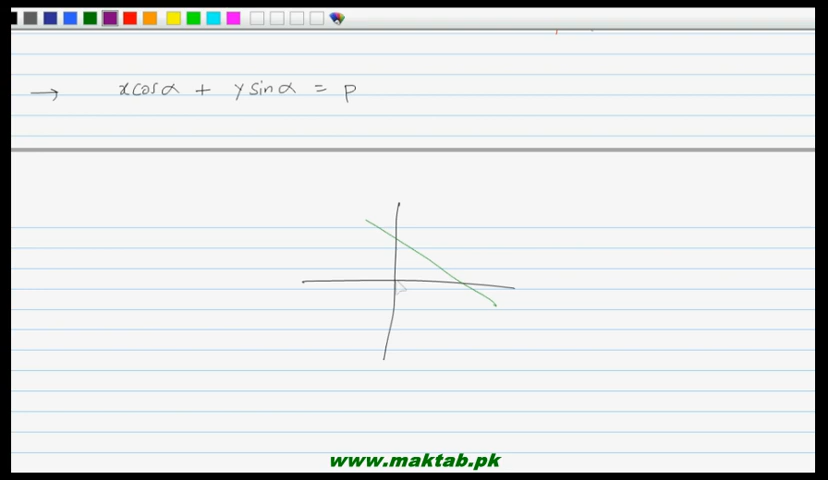 → x cos α + y sin α = p
www.maktab.pk